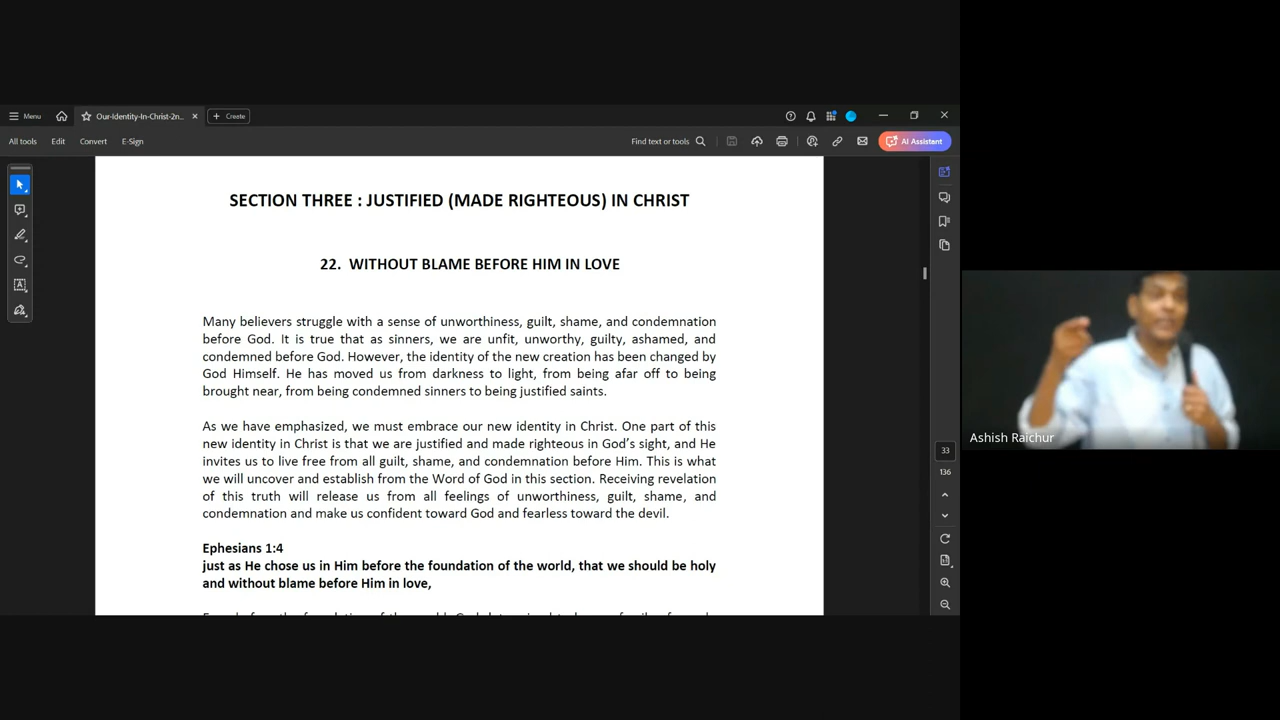 Menu
Our-Identity-In-Christ-2n...
Create
All tools
Edit
Convert
E-Sign
Find text or tools
AI Assistant
SECTION THREE : JUSTIFIED (MADE RIGHTEOUS) IN CHRIST
22. WITHOUT BLAME BEFORE HIM IN LOVE
Many believers struggle with a sense of unworthiness, guilt, shame, and condemnation
before God. It is true that as sinners, we are unfit, unworthy, guilty, ashamed, and
condemned before God. However, the identity of the new creation has been changed by
God Himself. He has moved us from darkness to light, from being afar off to being
brought near, from being condemned sinners to being justified saints.
As we have emphasized, we must embrace our new identity in Christ. One part of this
new identity in Christ is that we are justified and made righteous in God's sight, and He
invites us to live free from all guilt, shame, and condemnation before Him. This is what
we will uncover and establish from the Word of God in this section. Receiving revelation
of this truth will release us from all feelings of unworthiness, guilt, shame, and
condemnation and make us confident toward God and fearless toward the devil.
Ephesians 1:4
just as He chose us in Him before the foundation of the world, that we should be holy
and without blame before Him in love,
33
136
Ashish Raichur